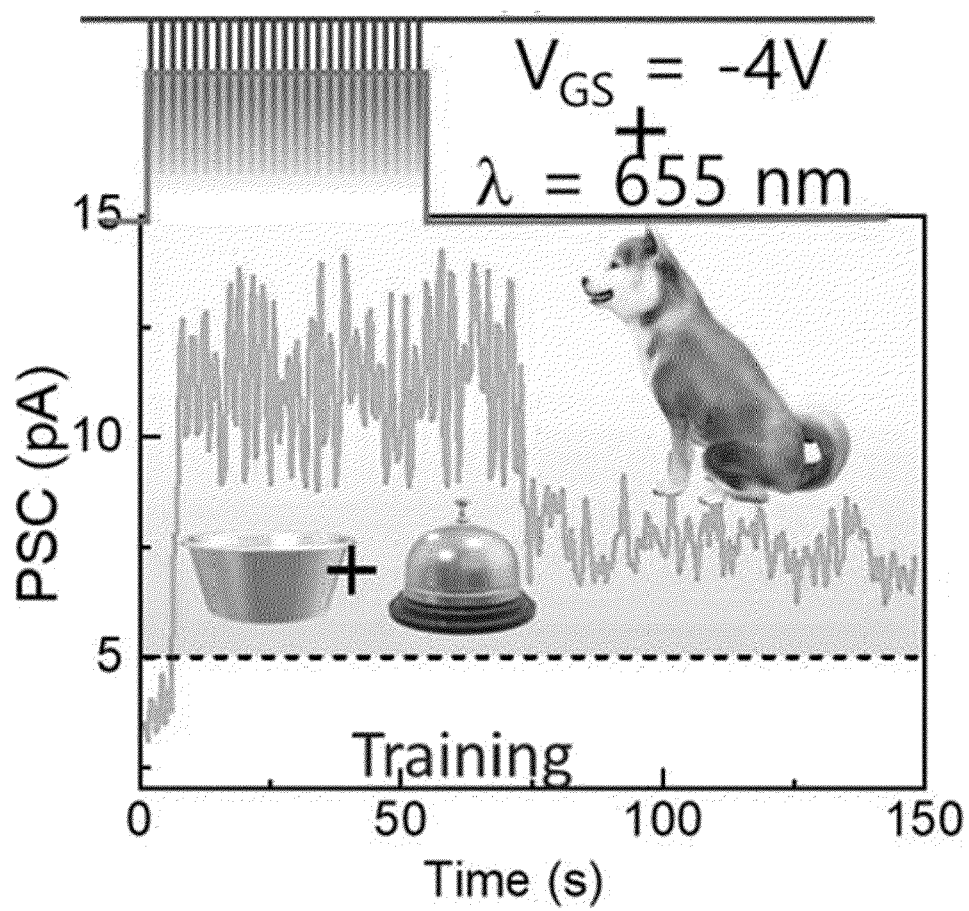 V_GS = -4V
+
λ = 655 nm
15
10
5
PSC (pA)
+
Training
0 50 100 150
Time (s)